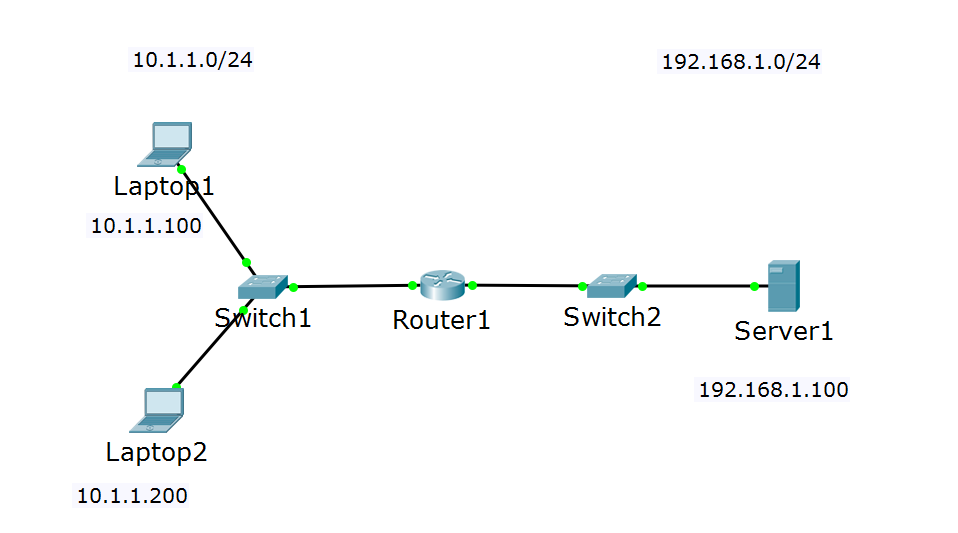 10.1.1.0/24
192.168.1.0/24
Laptop1
10.1.1.100
Switch1
Router1
Switch2
Server1
192.168.1.100
Laptop2
10.1.1.200